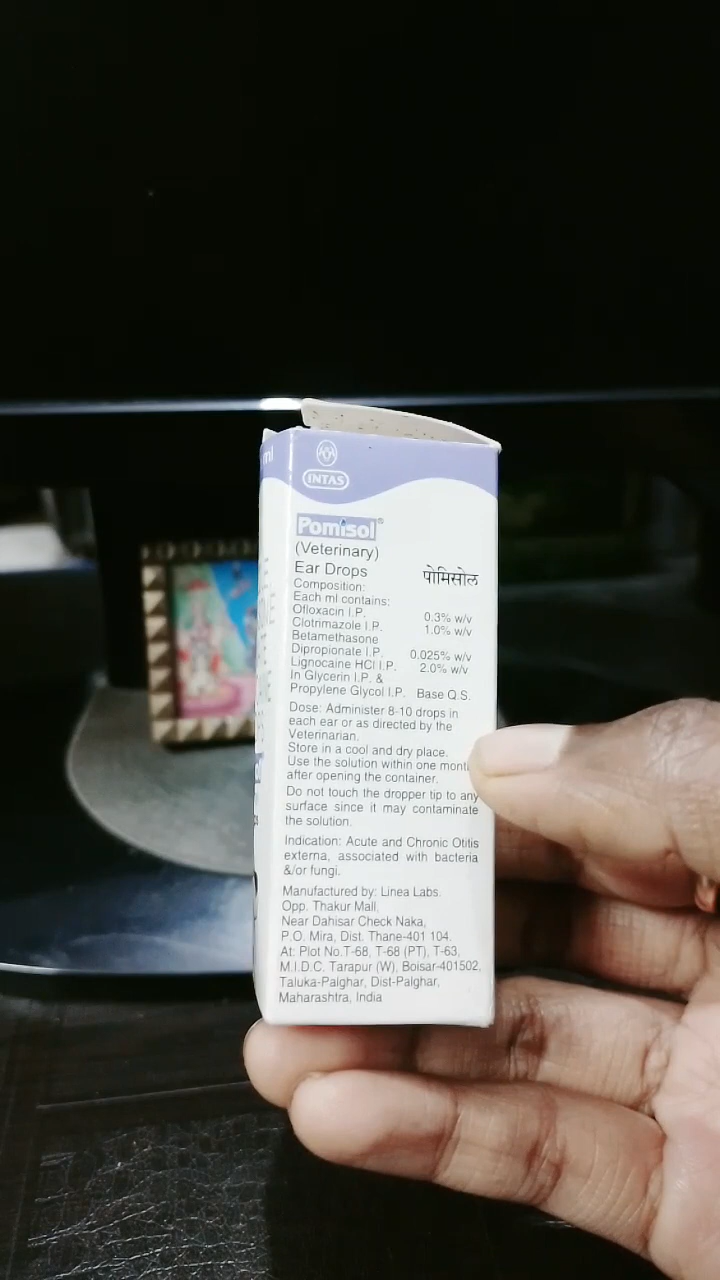 ml
INTAS
Pomisol®
(Veterinary)
Ear Drops पोमिसोल
Composition:
Each ml contains:
Ofloxacin I.P. 0.3% w/v
Clotrimazole I.P. 1.0% w/v
Betamethasone
Dipropionate I.P. 0.025% w/v
Lignocaine HCl I.P. 2.0% w/v
In Glycerin I.P. &
Propylene Glycol I.P. Base Q.S.
Dose: Administer 8-10 drops in
each ear or as directed by the
Veterinarian.
Store in a cool and dry place.
Use the solution within one month
after opening the container.
Do not touch the dropper tip to any
surface since it may contaminate
the solution.
Indication: Acute and Chronic Otitis
externa, associated with bacteria
&/or fungi.
Manufactured by: Linea Labs.
Opp. Thakur Mall,
Near Dahisar Check Naka,
P.O. Mira, Dist. Thane-401 104.
At: Plot No.T-68, T-68 (PT), T-63,
M.I.D.C. Tarapur (W), Boisar-401502,
Taluka-Palghar, Dist-Palghar,
Maharashtra, India